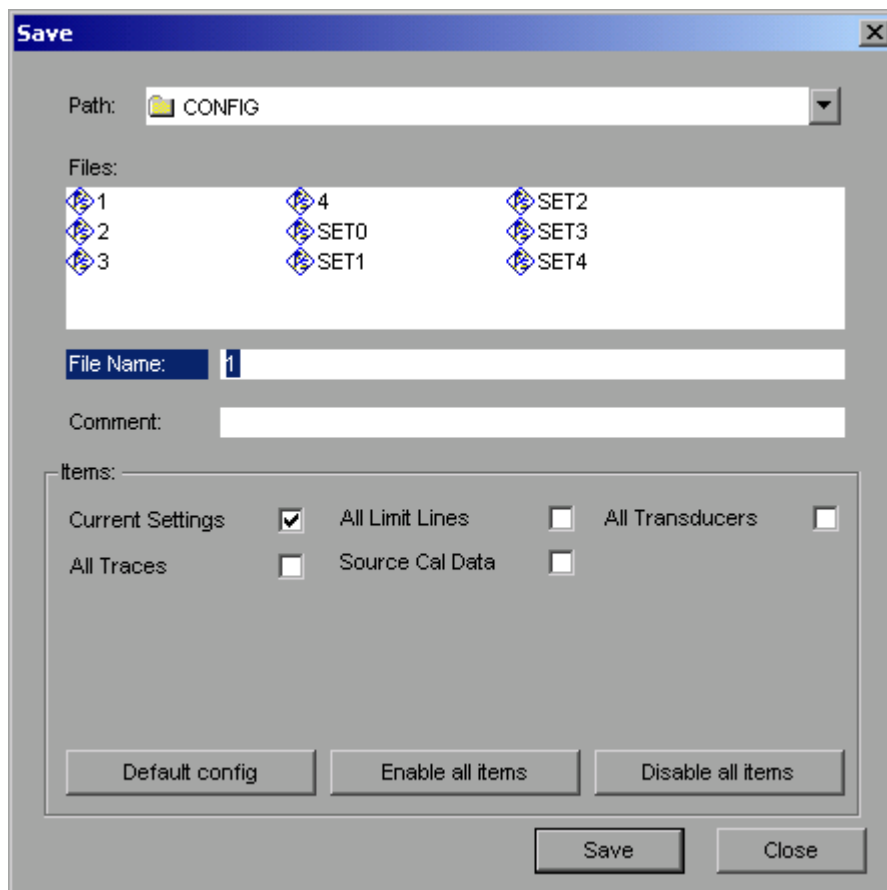 Save
Path: CONFIG
Files:
1 4 SET2
2 SET0 SET3
3 SET1 SET4
File Name: 1
Comment:
Items:
Current Settings All Limit Lines All Transducers
All Traces Source Cal Data
Default config Enable all items Disable all items
Save Close